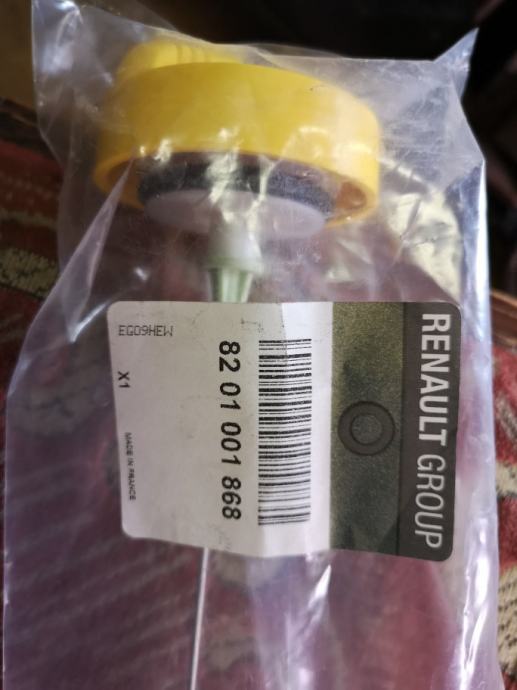 RENAULT GROUP
82 01 001 868
EG09HEW
X1
MADE IN FRANCE